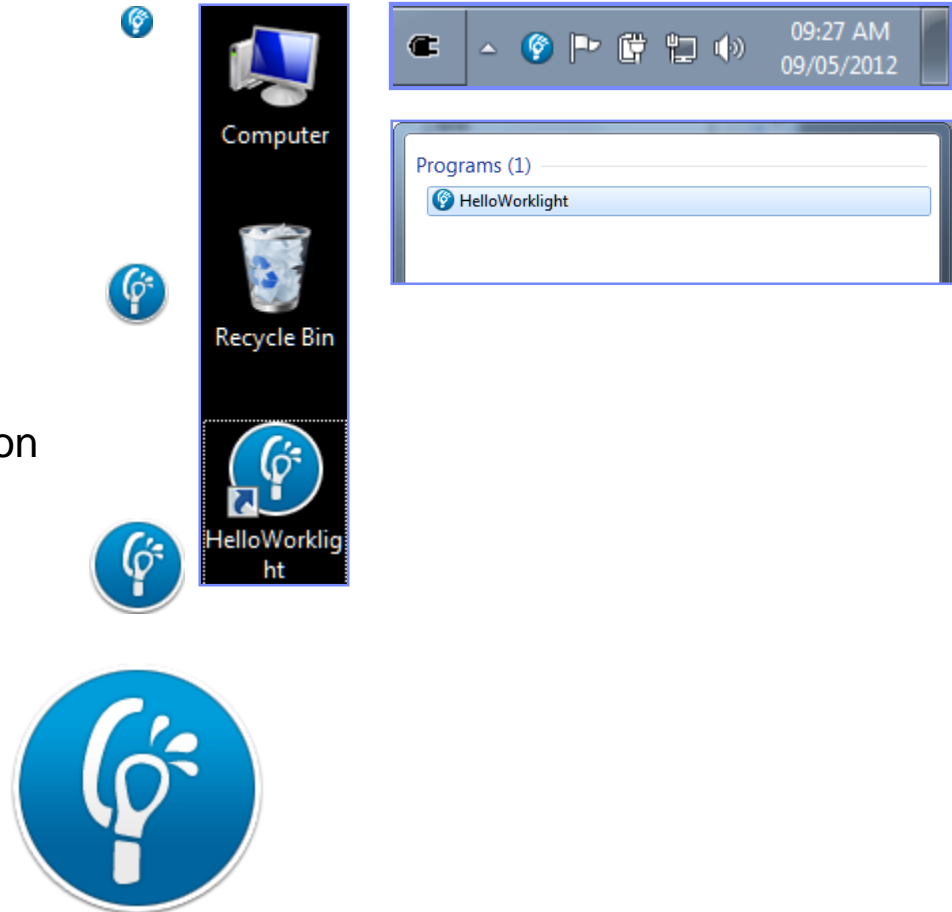 Computer
Recycle Bin
on
HelloWorklig
ht
09:27 AM
09/05/2012
Programs (1)
HelloWorklight